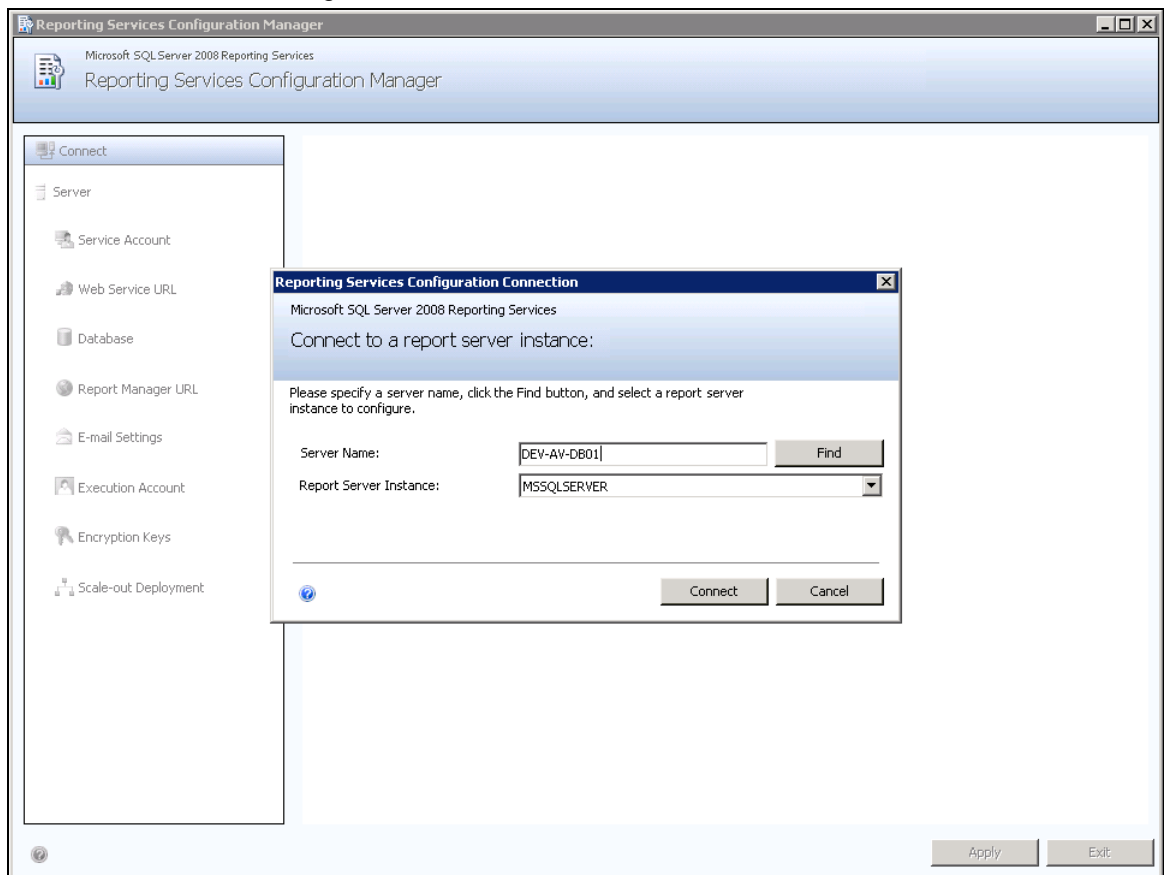 Reporting Services Configuration Manager
Microsoft SQL Server 2008 Reporting Services
Reporting Services Configuration Manager
Connect
Server
Service Account
Web Service URL
Database
Report Manager URL
E-mail Settings
Execution Account
Encryption Keys
Scale-out Deployment
Reporting Services Configuration Connection
Microsoft SQL Server 2008 Reporting Services
Connect to a report server instance:
Please specify a server name, click the Find button, and select a report server
instance to configure.
Server Name: DEV-AV-DB01 Find
Report Server Instance: MSSQLSERVER
Connect Cancel
Apply Exit